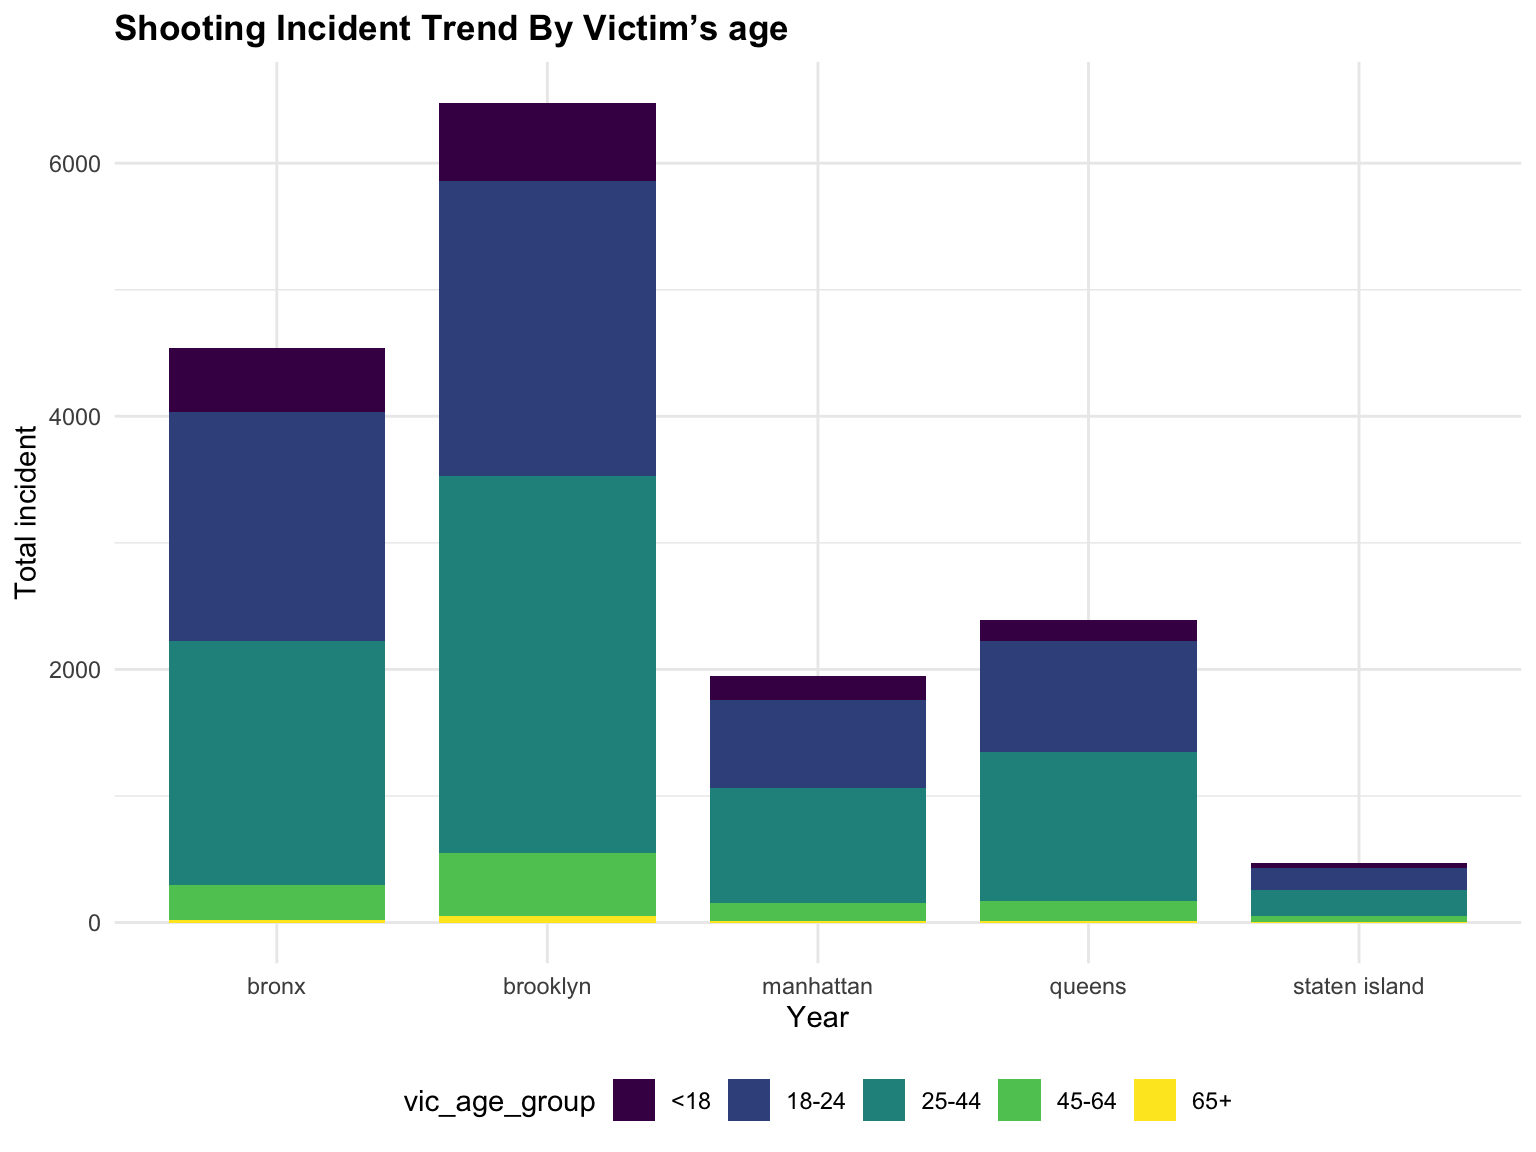 Shooting Incident Trend By Victim’s age
Total incident
6000
4000
2000
0
bronx brooklyn manhattan queens staten island
Year
vic_age_group <18 18-24 25-44 45-64 65+